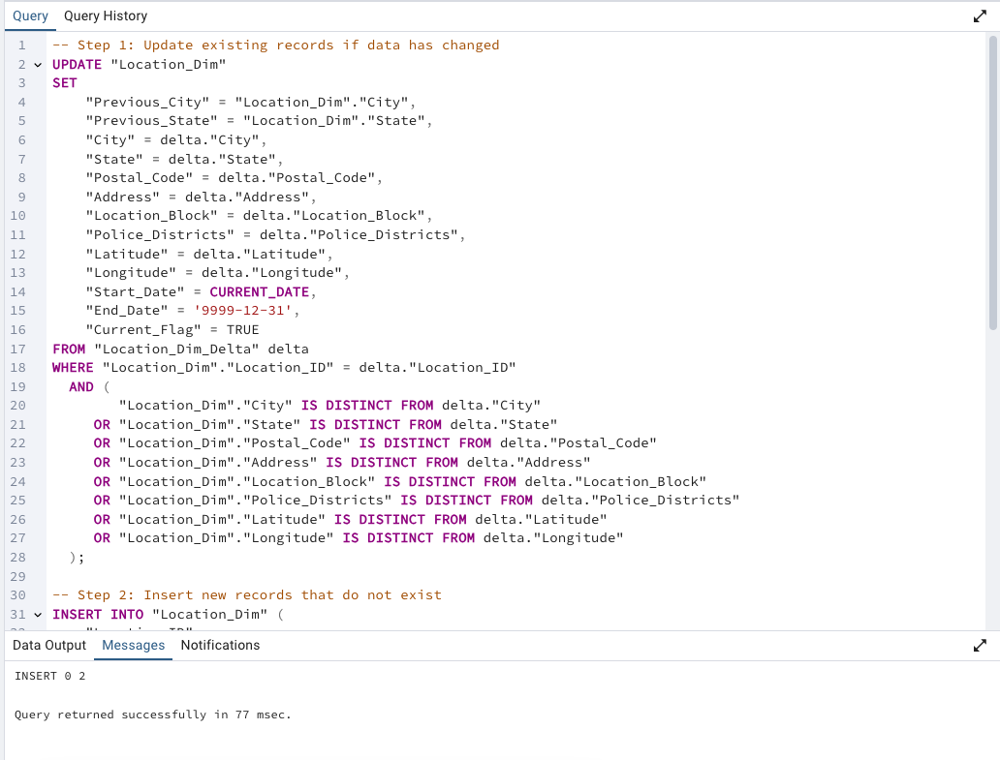 Query Query History
1 -- Step 1: Update existing records if data has changed
2 UPDATE "Location_Dim"
3 SET
4 "Previous_City" = "Location_Dim"."City",
5 "Previous_State" = "Location_Dim"."State",
6 "City" = delta."City",
7 "State" = delta."State",
8 "Postal_Code" = delta."Postal_Code",
9 "Address" = delta."Address",
10 "Location_Block" = delta."Location_Block",
11 "Police_Districts" = delta."Police_Districts",
12 "Latitude" = delta."Latitude",
13 "Longitude" = delta."Longitude",
14 "Start_Date" = CURRENT_DATE,
15 "End_Date" = '9999-12-31',
16 "Current_Flag" = TRUE
17 FROM "Location_Dim_Delta" delta
18 WHERE "Location_Dim"."Location_ID" = delta."Location_ID"
19 AND (
20 "Location_Dim"."City" IS DISTINCT FROM delta."City"
21 OR "Location_Dim"."State" IS DISTINCT FROM delta."State"
22 OR "Location_Dim"."Postal_Code" IS DISTINCT FROM delta."Postal_Code"
23 OR "Location_Dim"."Address" IS DISTINCT FROM delta."Address"
24 OR "Location_Dim"."Location_Block" IS DISTINCT FROM delta."Location_Block"
25 OR "Location_Dim"."Police_Districts" IS DISTINCT FROM delta."Police_Districts"
26 OR "Location_Dim"."Latitude" IS DISTINCT FROM delta."Latitude"
27 OR "Location_Dim"."Longitude" IS DISTINCT FROM delta."Longitude"
28 );
29
30 -- Step 2: Insert new records that do not exist
31 INSERT INTO "Location_Dim" (
Data Output Messages Notifications
INSERT 0 2
Query returned successfully in 77 msec.